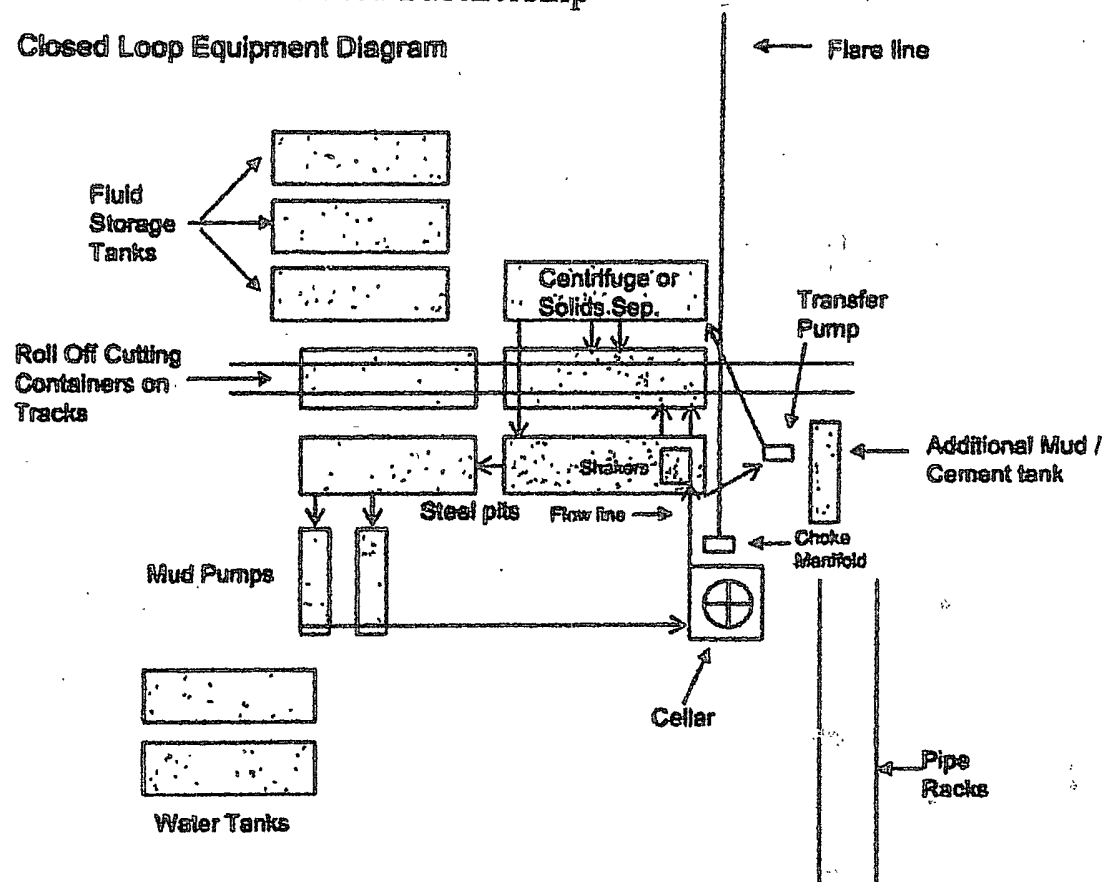 Closed Loop Equipment Diagram
Flare line
Fluid
Storage
Tanks
Centrifuge or
Solids Sep.
Transfer
Pump
Roll Off Cutting
Containers on
Tracks
Additional Mud /
Cement tank
Shakers
Steel pits
Flow line
Choke
Manifold
Mud Pumps
Cellar
Pipe
Racks
Water Tanks